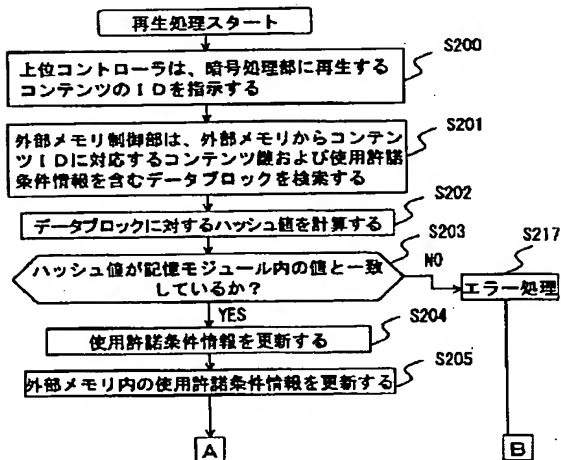 再生処理スタート
S200
上位コントローラは、暗号処理部に再生する
コンテンツのIDを指示する
S201
外部メモリ制御部は、外部メモリからコンテン
ツIDに対応するコンテンツ鍵および使用許諾
条件情報を含むデータブロックを検索する
S202
データブロックに対するハッシュ値を計算する
S203
ハッシュ値が記憶モジュール内の値と一致
しているか?
NO
S217
エラー処理
YES
S204
使用許諾条件情報を更新する
S205
外部メモリ内の使用許諾条件情報を更新する
A
B